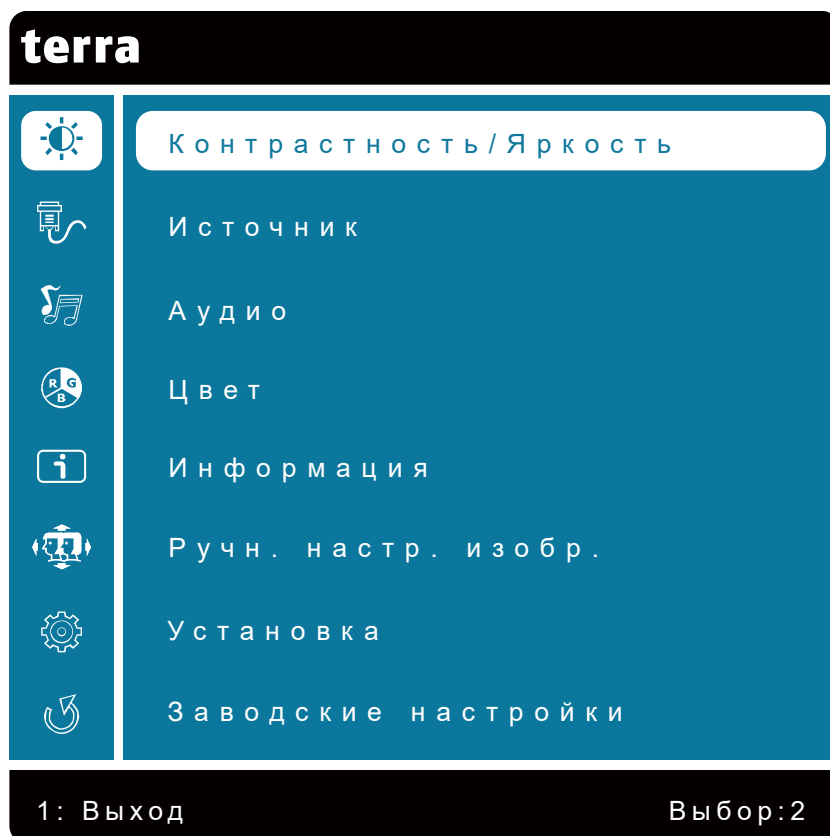 terra
Контрастность/Яркость
Источник
Аудио
R G
B
Цвет
i
Информация
Ручн. настр. изобр.
Установка
Заводские настройки
1: Выход Выбор:2